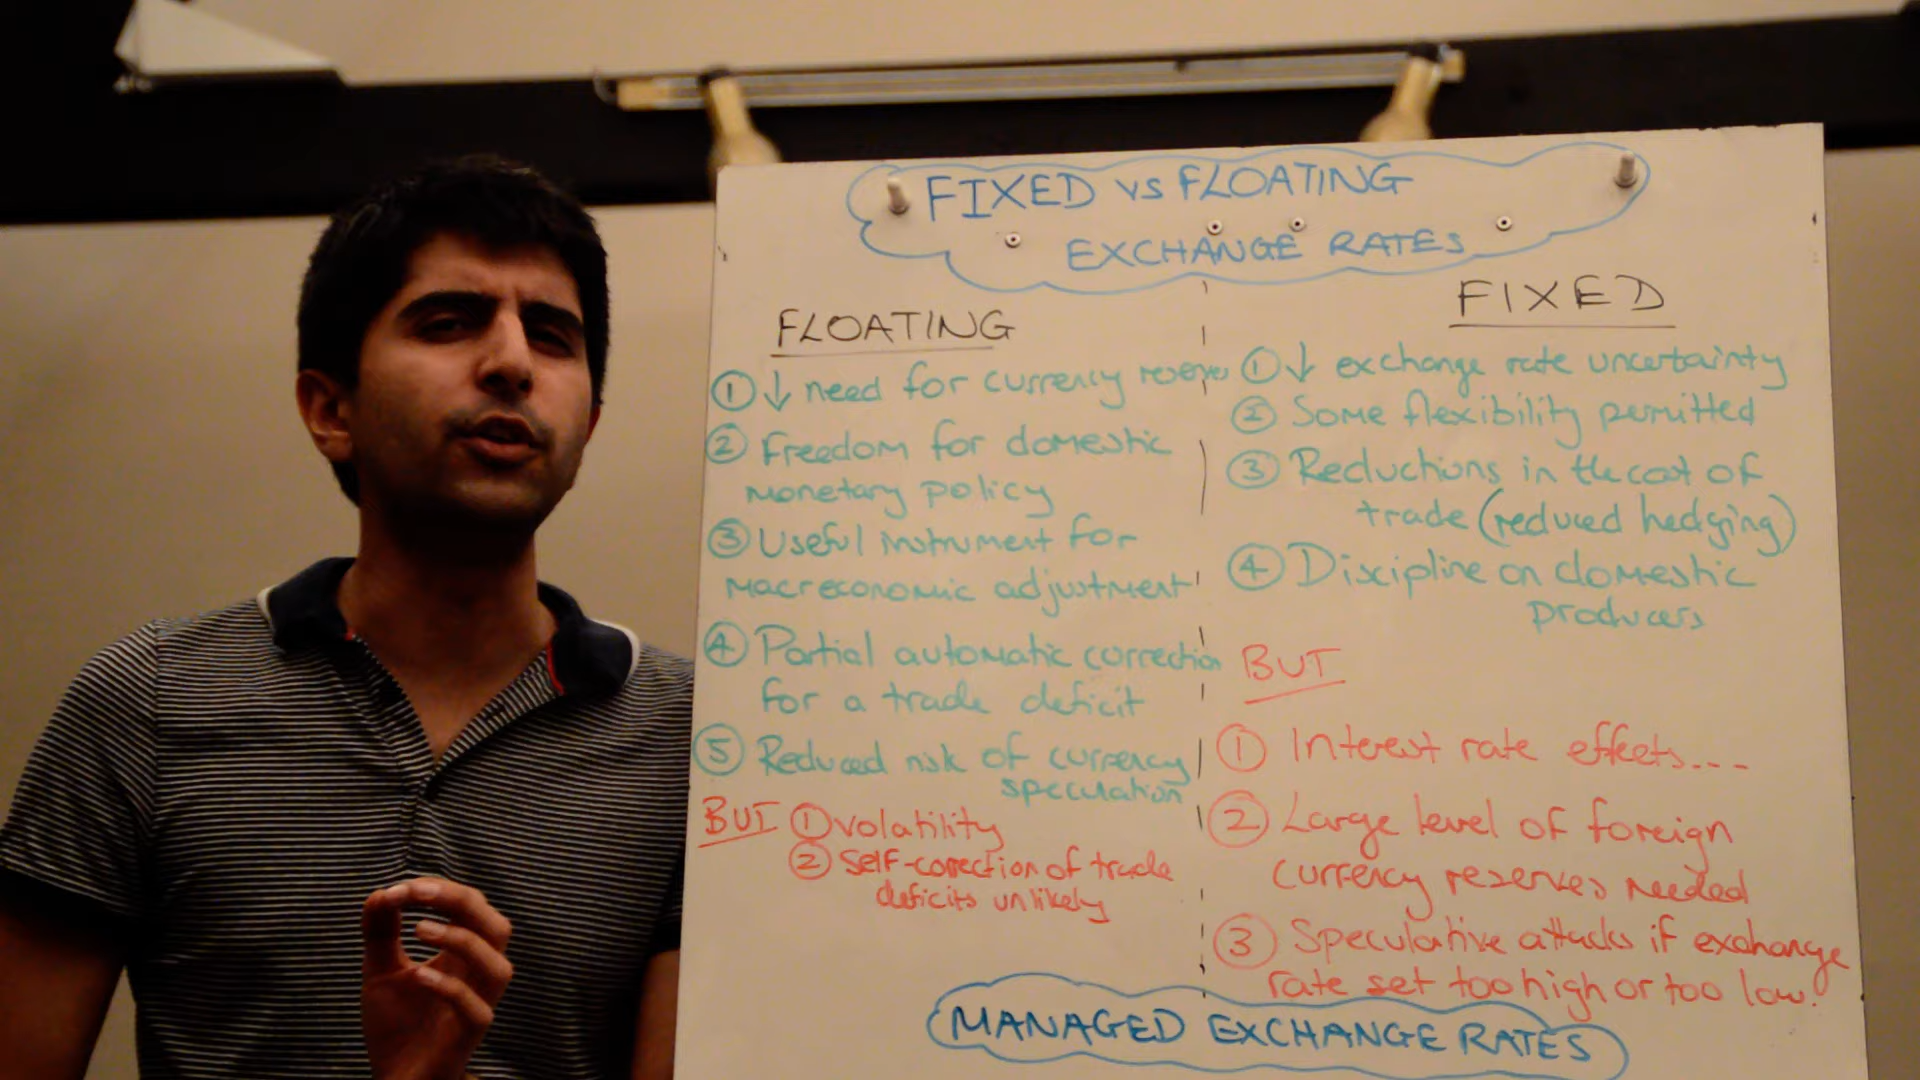 FIXED vs FLOATING
EXCHANGE RATES
FLOATING
① ↓ need for currency
② Freedom for domestic
monetary policy
③ Useful instrument for
macreconomic adjustment
④ Partial automatic correction
for a trade deficit
⑤ Reduced risk of currency
speculation
BUT ① volatility
② self-correction of trade
deficits unlikely
FIXED
① ↓ exchange rate uncertainty
② Some flexibility permitted
③ Reductions in the cost of
trade (reduced hedging)
④ Discipline on domestic
producers
BUT
① Interest rate effects...
② Large level of foreign
currency reserves needed
③ Speculative attacks if exchange
rate set too high or too low.
MANAGED EXCHANGE RATES